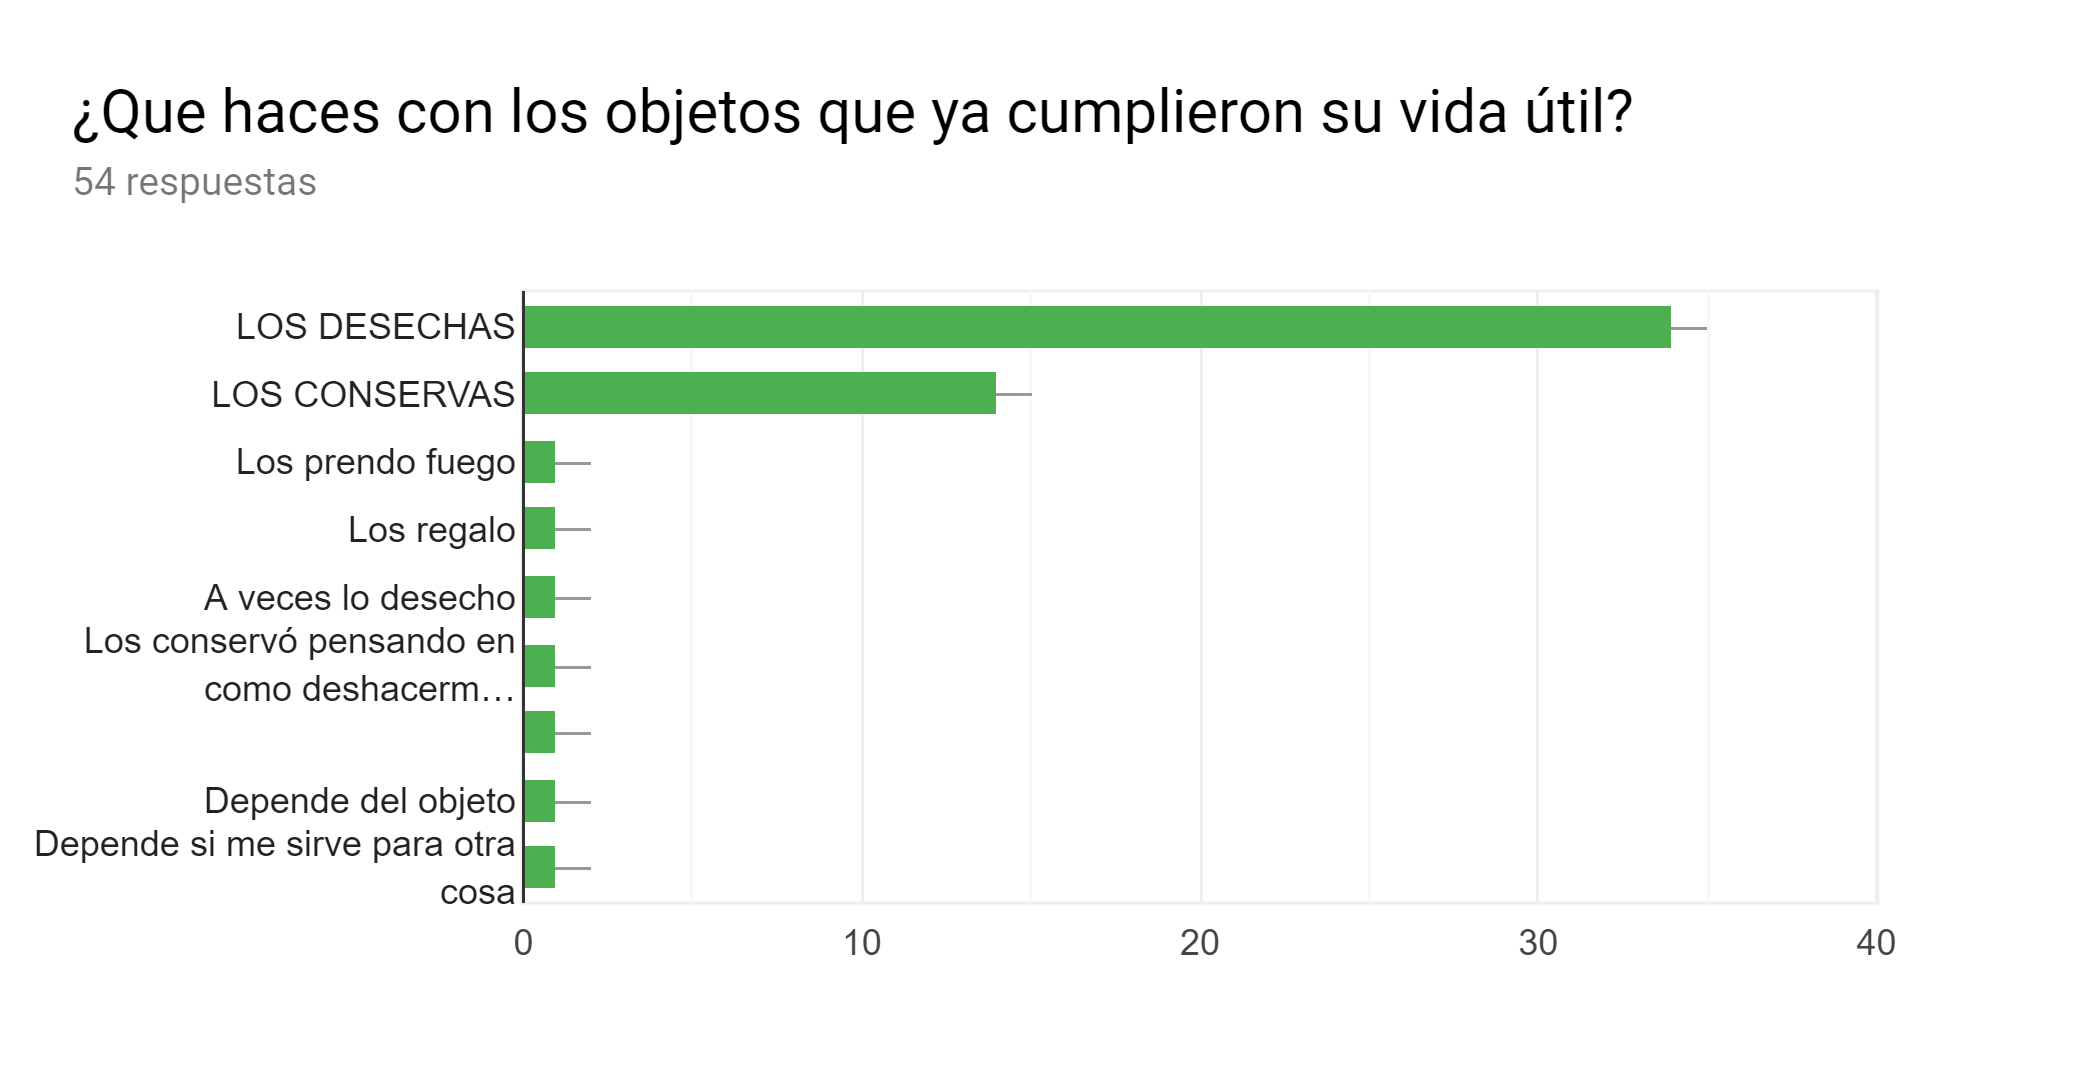 ¿Que haces con los objetos que ya cumplieron su vida útil?
54 respuestas
LOS DESECHAS
LOS CONSERVAS
Los prendo fuego
Los regalo
A veces lo desecho
Los conservó pensando en
como deshacerm…
Depende del objeto
Depende si me sirve para otra
cosa
0 10 20 30 40